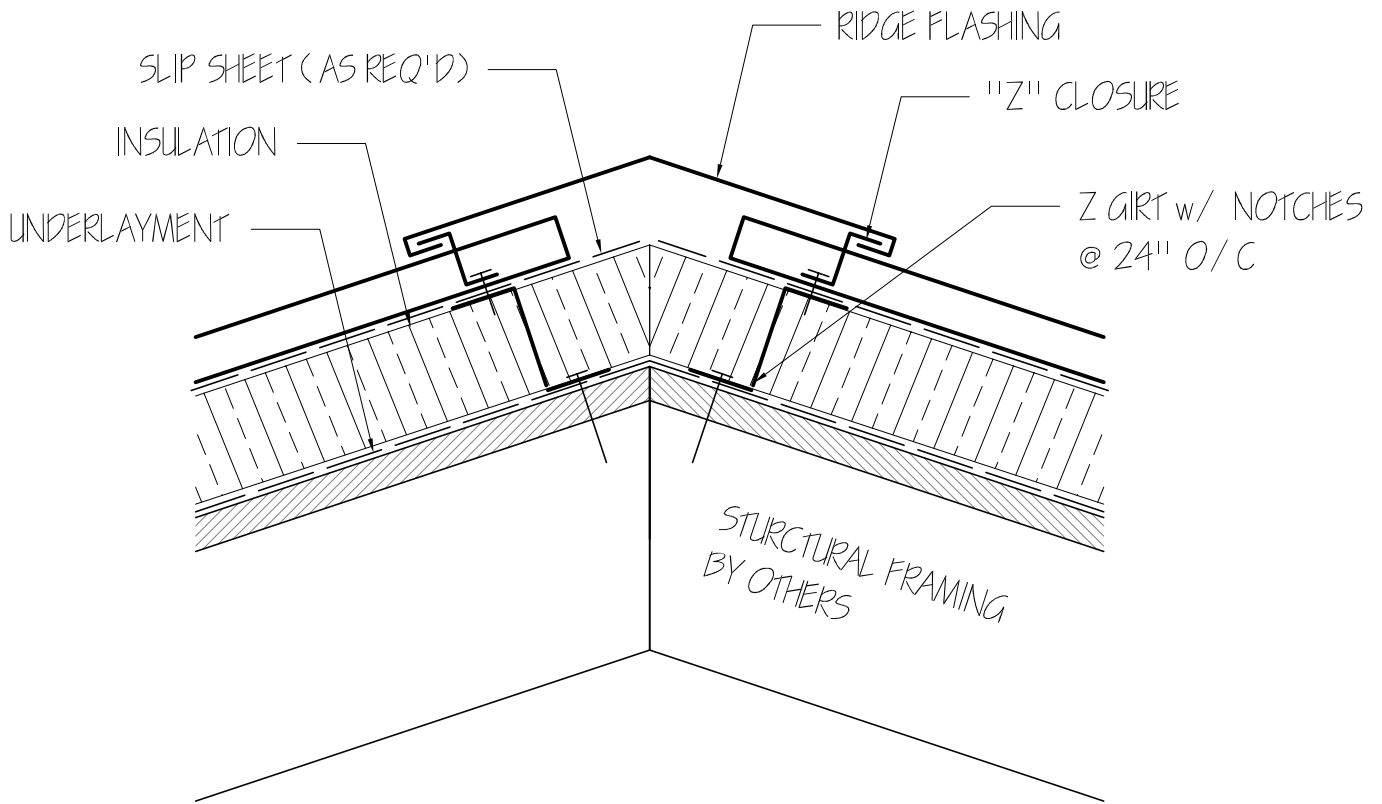 RIDGE FLASHING
SLIP SHEET (AS REQ'D)
"Z" CLOSURE
INSULATION
Z GIRT w/ NOTCHES
@ 24" O/C
UNDERLAYMENT
STURCTURAL FRAMING
BY OTHERS